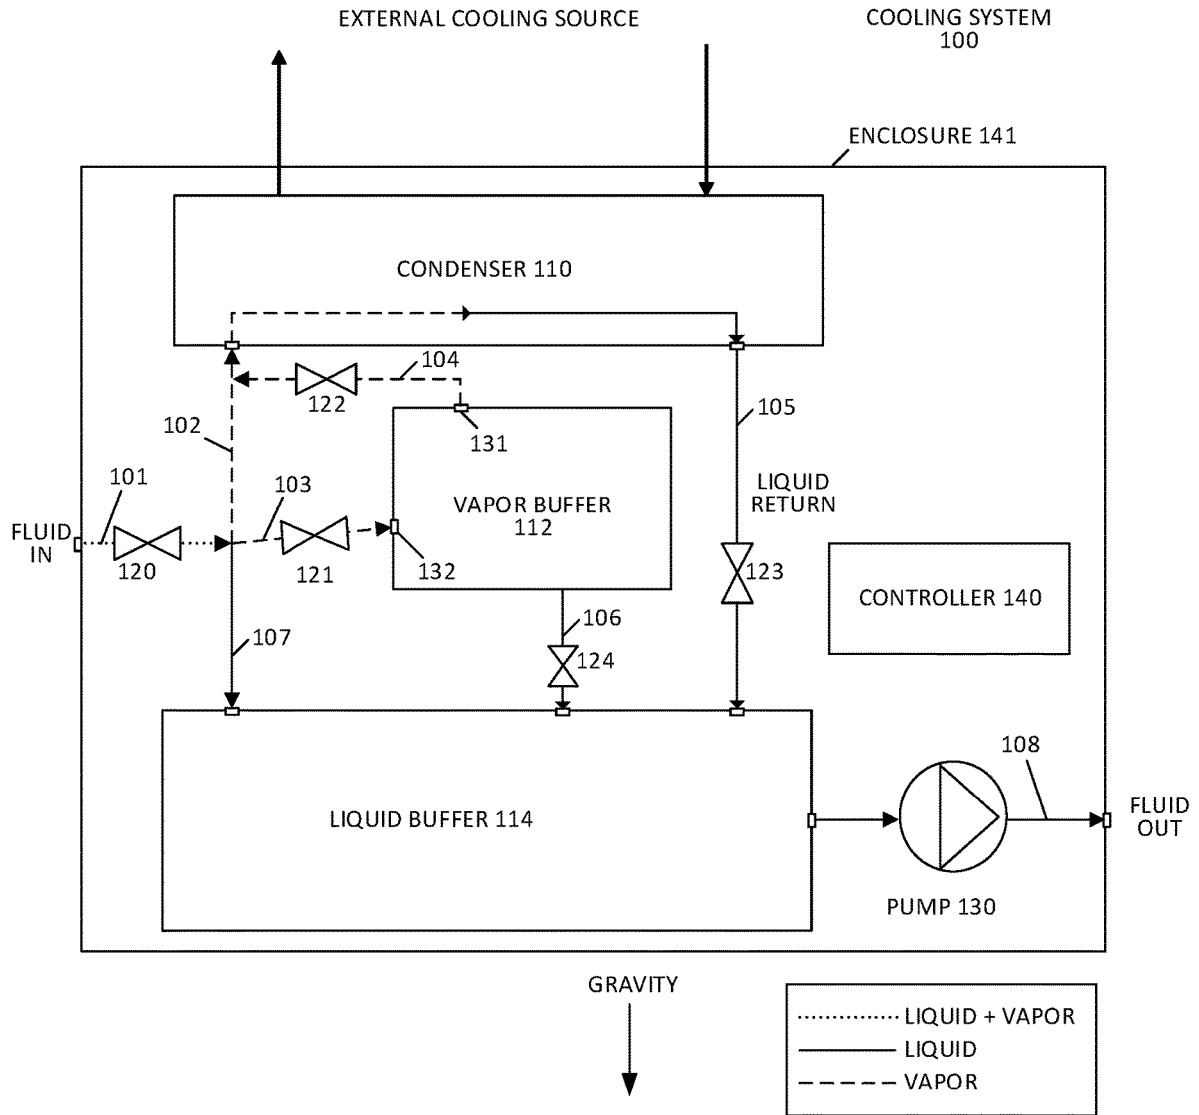 EXTERNAL COOLING SOURCE
COOLING SYSTEM
100
ENCLOSURE 141
CONDENSER 110
104
122
131
102
105
101
103
VAPOR BUFFER
112
LIQUID
RETURN
FLUID
IN
120
121
132
123
CONTROLLER 140
107
106
124
108
LIQUID BUFFER 114
FLUID
OUT
PUMP 130
GRAVITY
LIQUID + VAPOR
LIQUID
VAPOR